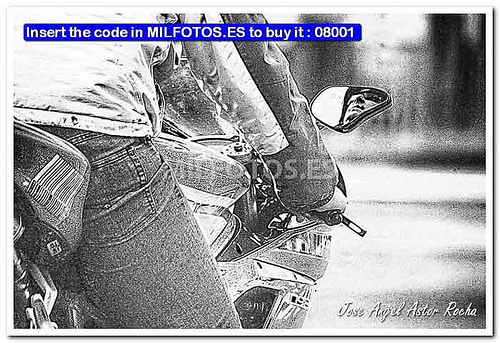 Insert the code in MILFOTOS.ES to buy it : 08001
MILFOTOS.ES
Jose Angel Astor Rocha